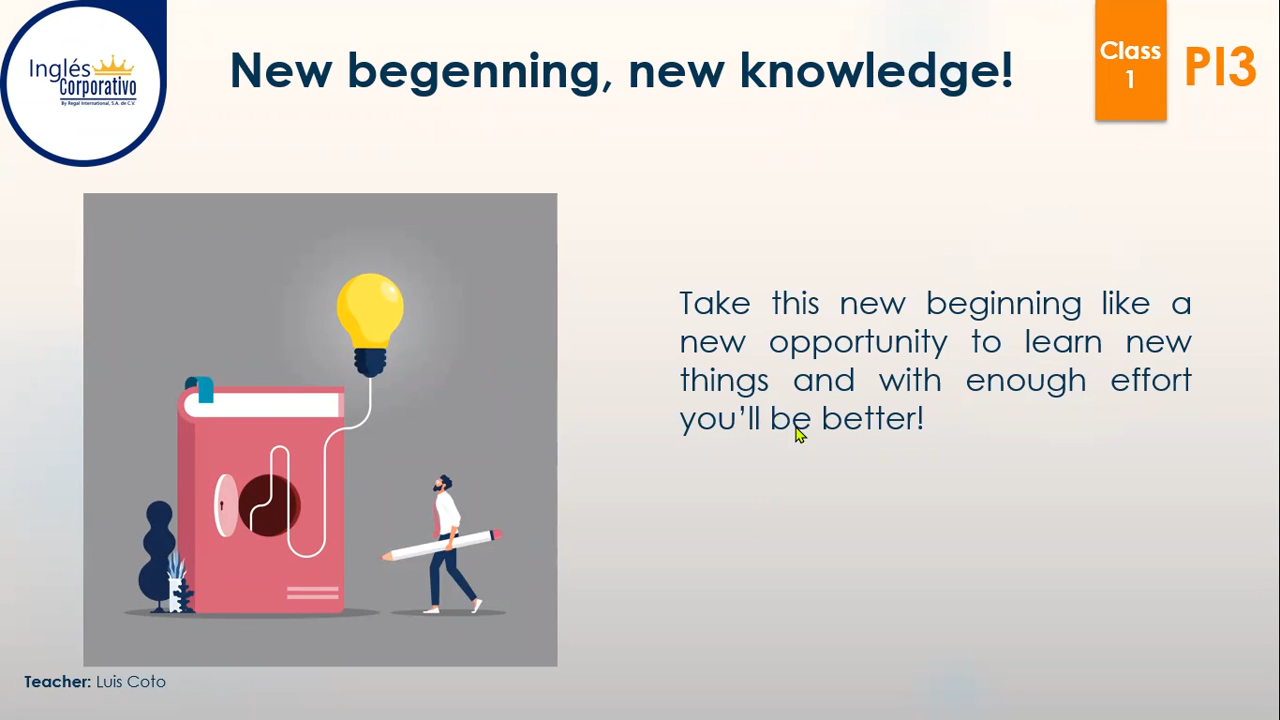 Inglés
Corporativo
By Regal International, S.A. de C.V.
New begenning, new knowledge!
Class
1
PI3
Take this new beginning like a
new opportunity to learn new
things and with enough effort
you'll be better!
Teacher: Luis Coto